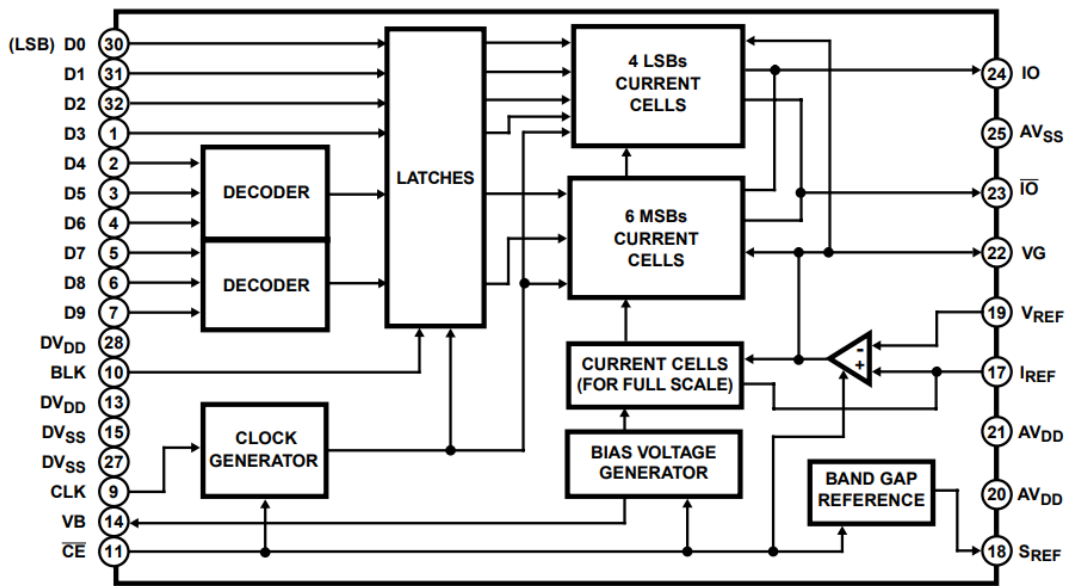 (LSB) D0 30
D1 31
D2 32
D3 1
D4 2
D5 3
D6 4
D7 5
D8 6
D9 7
DVDD 28
BLK 10
DVDD 13
DVSS 15
DVSS 27
CLK 9
VB 14
CE 11
DECODER
DECODER
CLOCK
GENERATOR
LATCHES
4 LSBs
CURRENT
CELLS
6 MSBs
CURRENT
CELLS
CURRENT CELLS
(FOR FULL SCALE)
BIAS VOLTAGE
GENERATOR
-
+
BAND GAP
REFERENCE
24 IO
25 AVSS
23 IO
22 VG
19 VREF
17 IREF
21 AVDD
20 AVDD
18 SREF